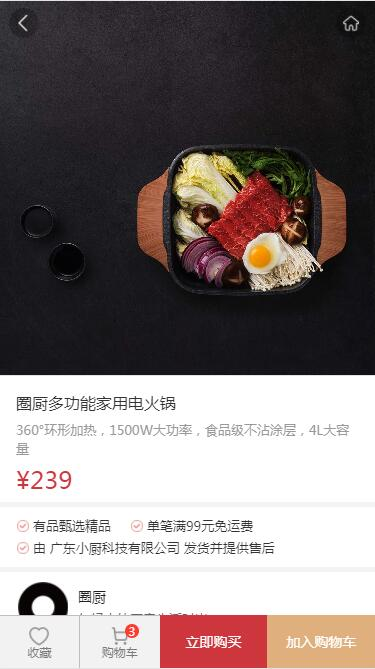 圈厨多功能家用电火锅
360°环形加热，1500W大功率，食品级不沾涂层，4L大容
量
¥239
有品甄选精品 单笔满99元免运费
由 广东小厨科技有限公司 发货并提供售后
圈厨
收藏
3
购物车
立即购买
加入购物车